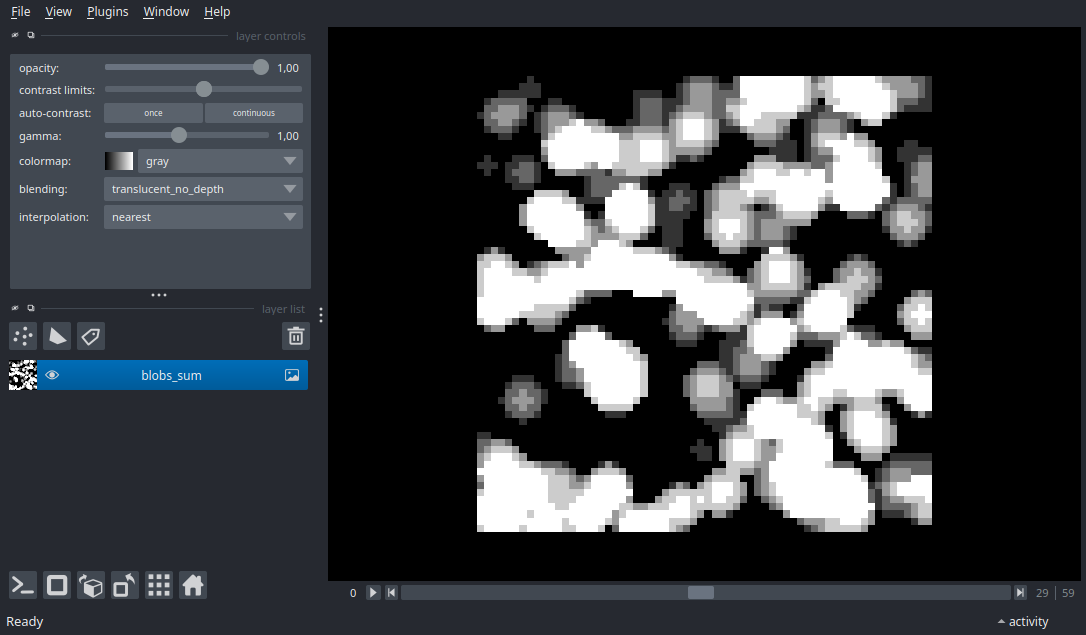 File View Plugins Window Help
layer controls
opacity: 1,00
contrast limits:
auto-contrast: once continuous
gamma: 1,00
colormap: gray
blending: translucent_no_depth
interpolation: nearest
layer list
blobs_sum
0 29 59
Ready activity